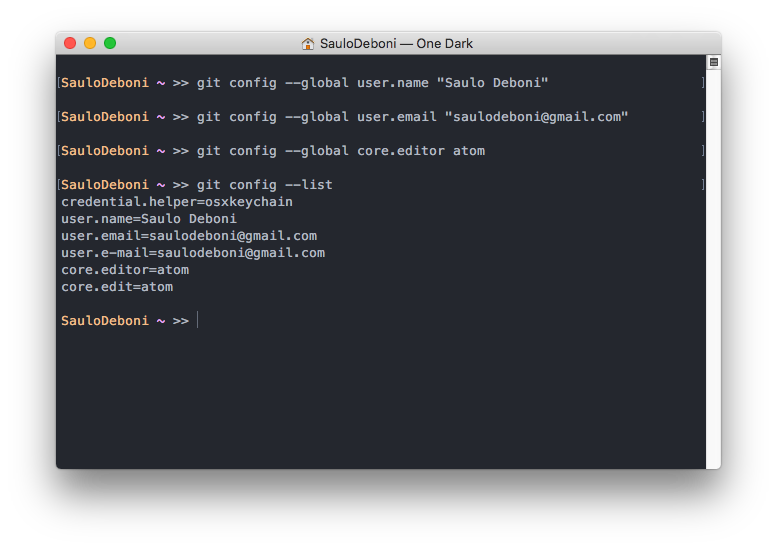 SauloDeboni — One Dark
[SauloDeboni ~ >> git config --global user.name "Saulo Deboni" ]
[SauloDeboni ~ >> git config --global user.email "saulodeboni@gmail.com" ]
[SauloDeboni ~ >> git config --global core.editor atom ]
[SauloDeboni ~ >> git config --list ]
credential.helper=osxkeychain
user.name=Saulo Deboni
user.email=saulodeboni@gmail.com
user.e-mail=saulodeboni@gmail.com
core.editor=atom
core.edit=atom
SauloDeboni ~ >>